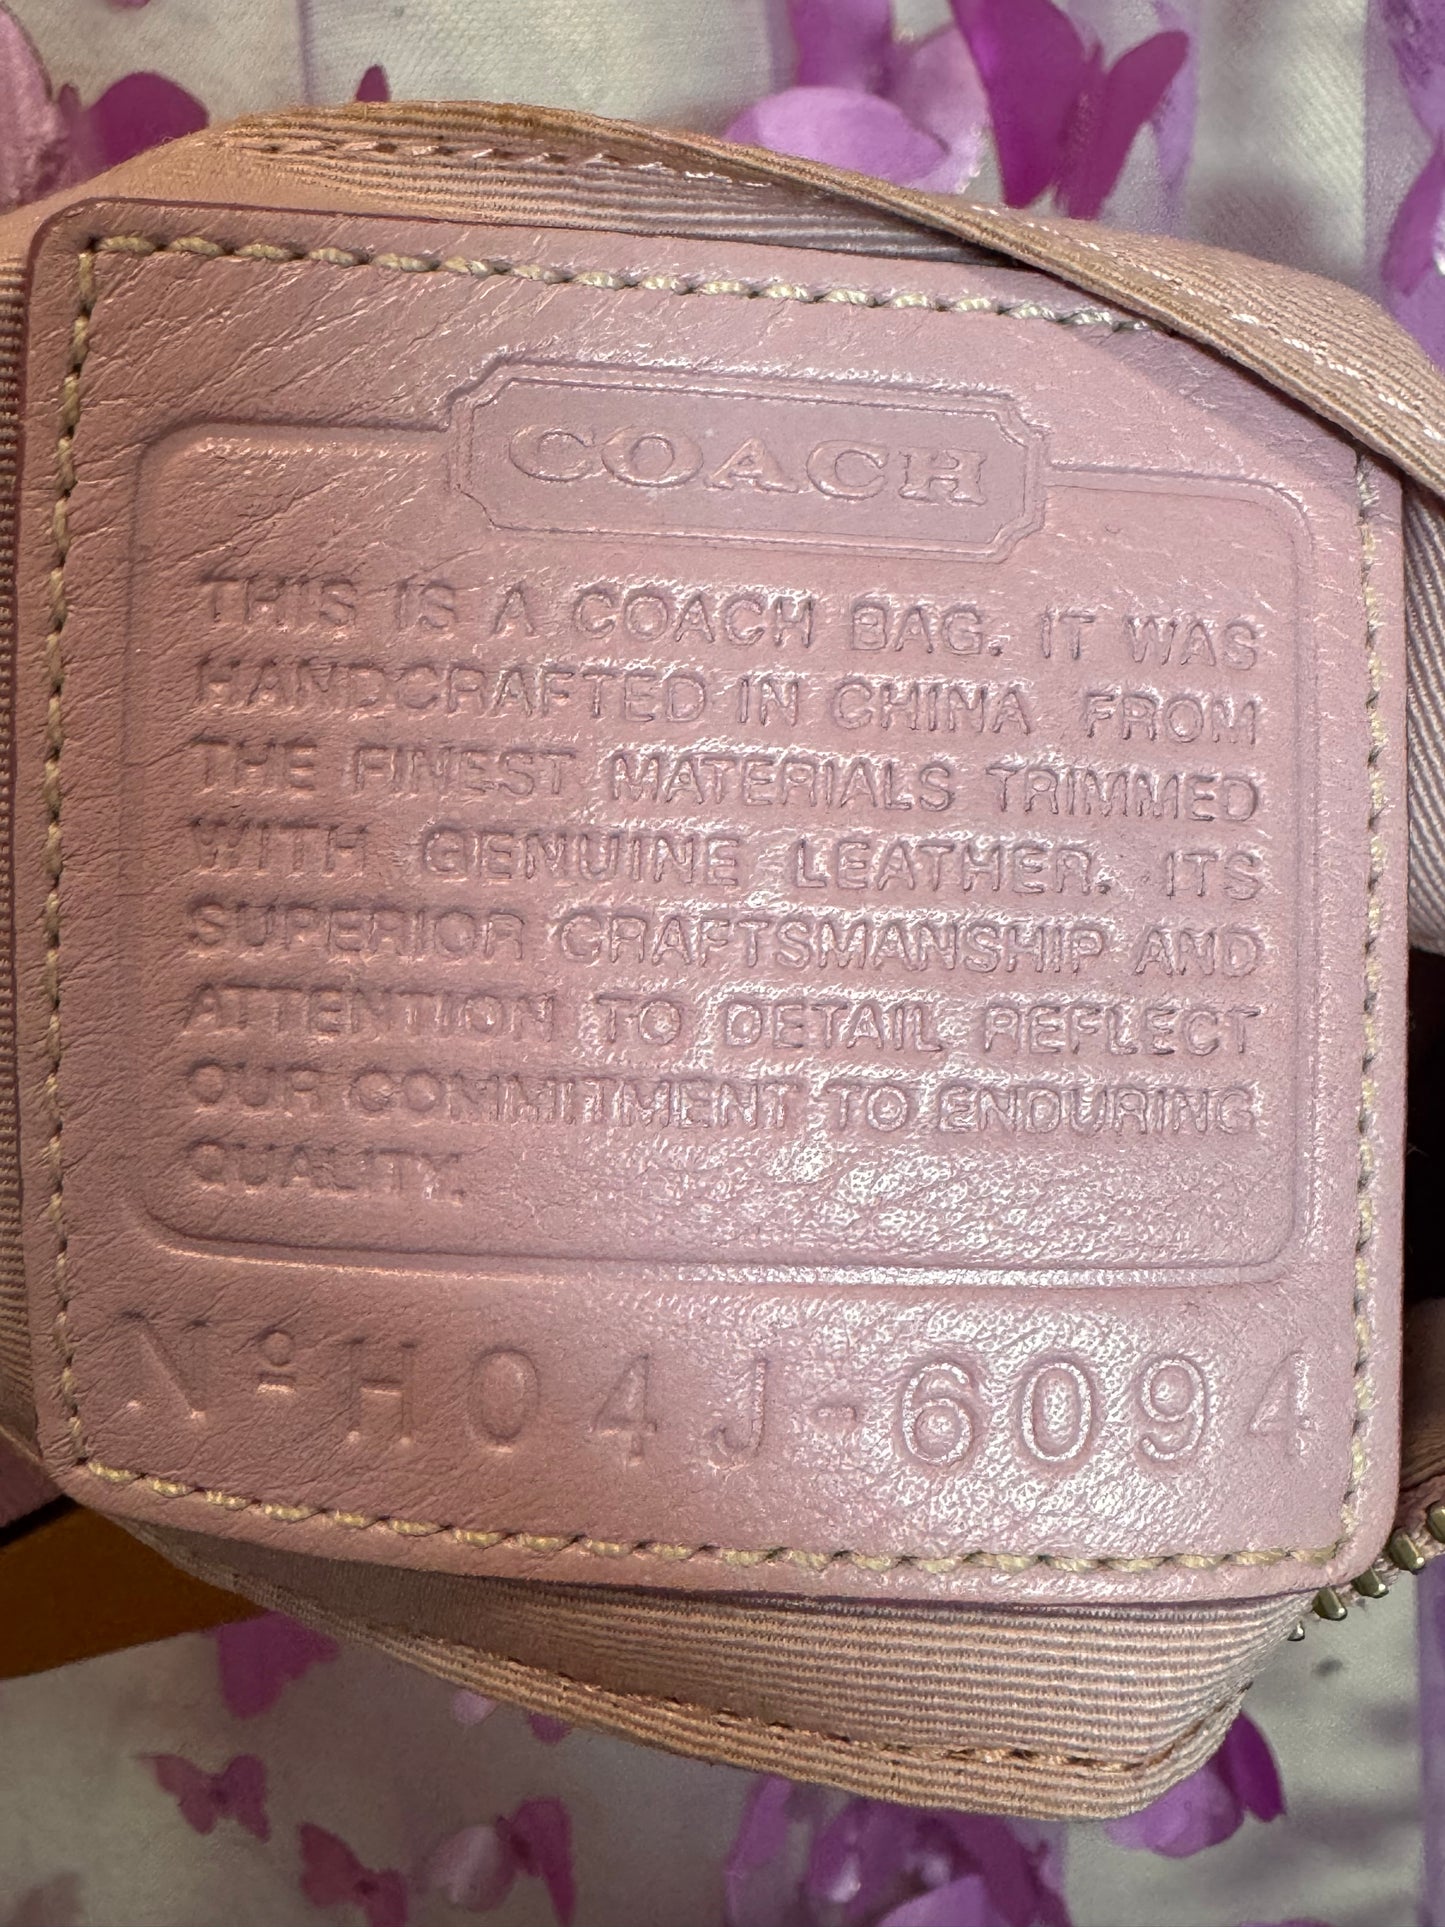 COACH
THIS IS A COACH BAG. IT WAS
HANDCRAFTED IN CHINA FROM
THE FINEST MATERIALS TRIMMED
WITH GENUINE LEATHER. ITS
SUPERIOR CRAFTSMANSHIP AND
ATTENTION TO DETAIL REFLECT
OUR COMMITMENT TO ENDURING
QUALITY.
Nº H04J-6094